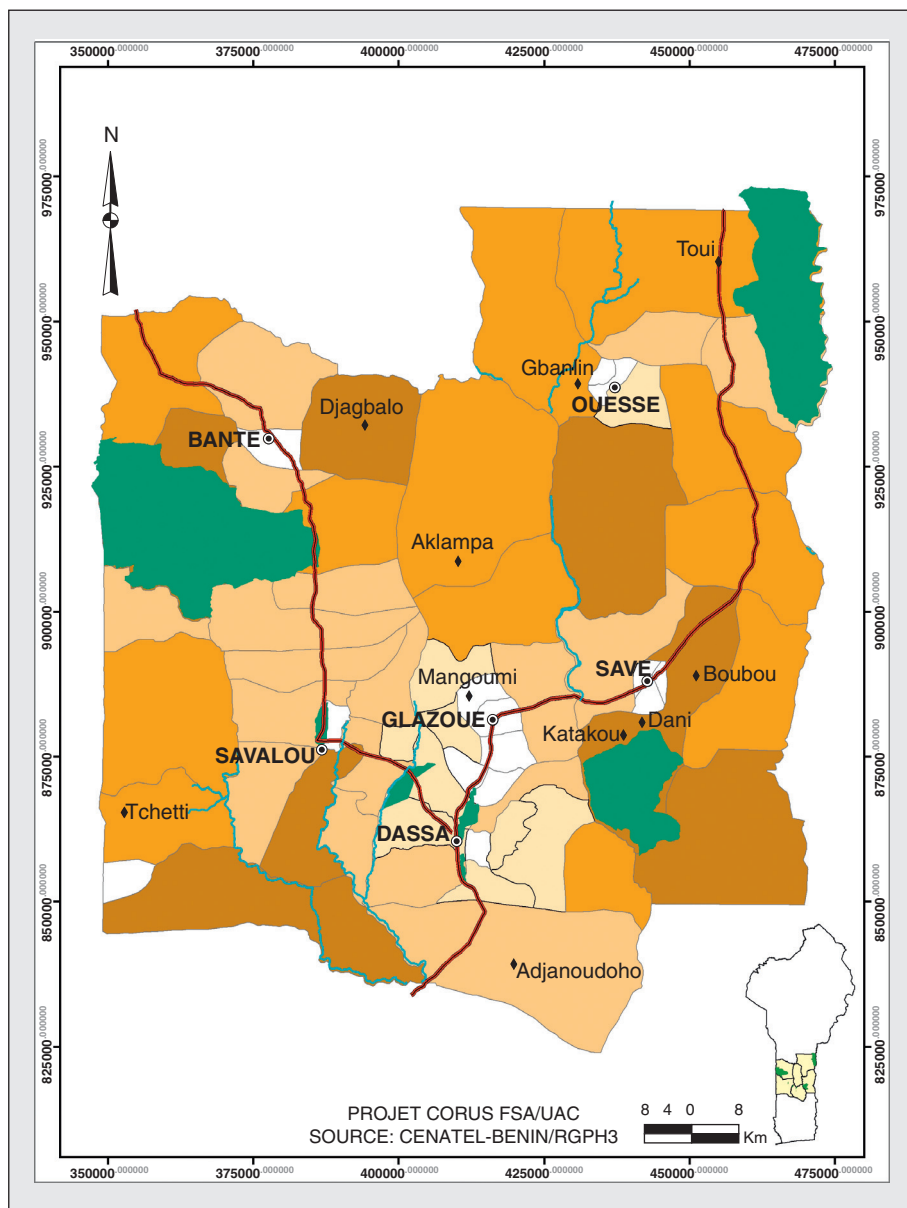 350000.000000 375000.000000 400000.000000 425000.000000 450000.000000 475000.000000
N
975000.000000 975000.000000
Toui
950000.000000 950000.000000
Gbanlin
OUESSE
Djagbalo
BANTE
925000.000000 925000.000000
Aklampa
900000.000000 900000.000000
SAVE
Mangoumi
Boubou
GLAZOUE
Dani
Katakou
SAVALOU
875000.000000 875000.000000
Tchetti
DASSA
850000.000000 850000.000000
Adjanoudoho
825000.000000 825000.000000
PROJET CORUS FSA/UAC
SOURCE: CENATEL-BENIN/RGPH3
8 4 0 8
Km
350000.000000 375000.000000 400000.000000 425000.000000 450000.000000 475000.000000